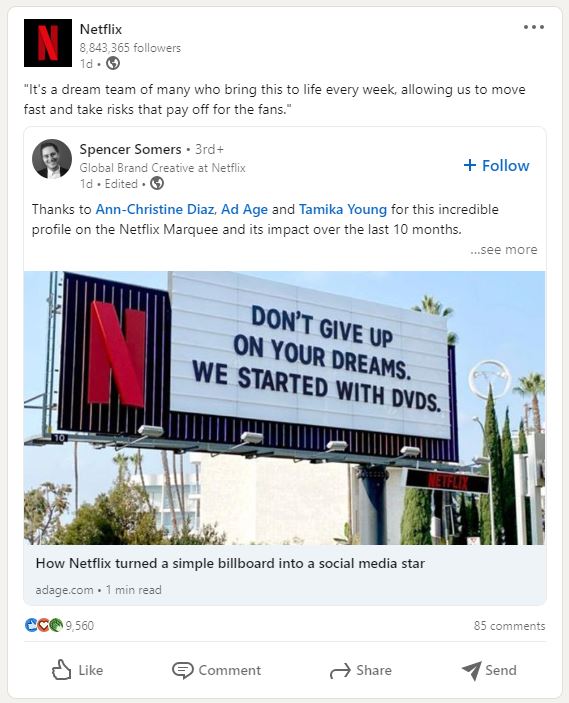 Netflix
8,843,365 followers
1d •
"It's a dream team of many who bring this to life every week, allowing us to move
fast and take risks that pay off for the fans."
Spencer Somers • 3rd+
Global Brand Creative at Netflix
1d • Edited •
+ Follow
Thanks to Ann-Christine Diaz, Ad Age and Tamika Young for this incredible
profile on the Netflix Marquee and its impact over the last 10 months.
...see more
N
DON'T GIVE UP
ON YOUR DREAMS.
WE STARTED WITH DVDS.
10
NETFLIX
How Netflix turned a simple billboard into a social media star
adage.com • 1 min read
9,560
85 comments
Like
Comment
Share
Send